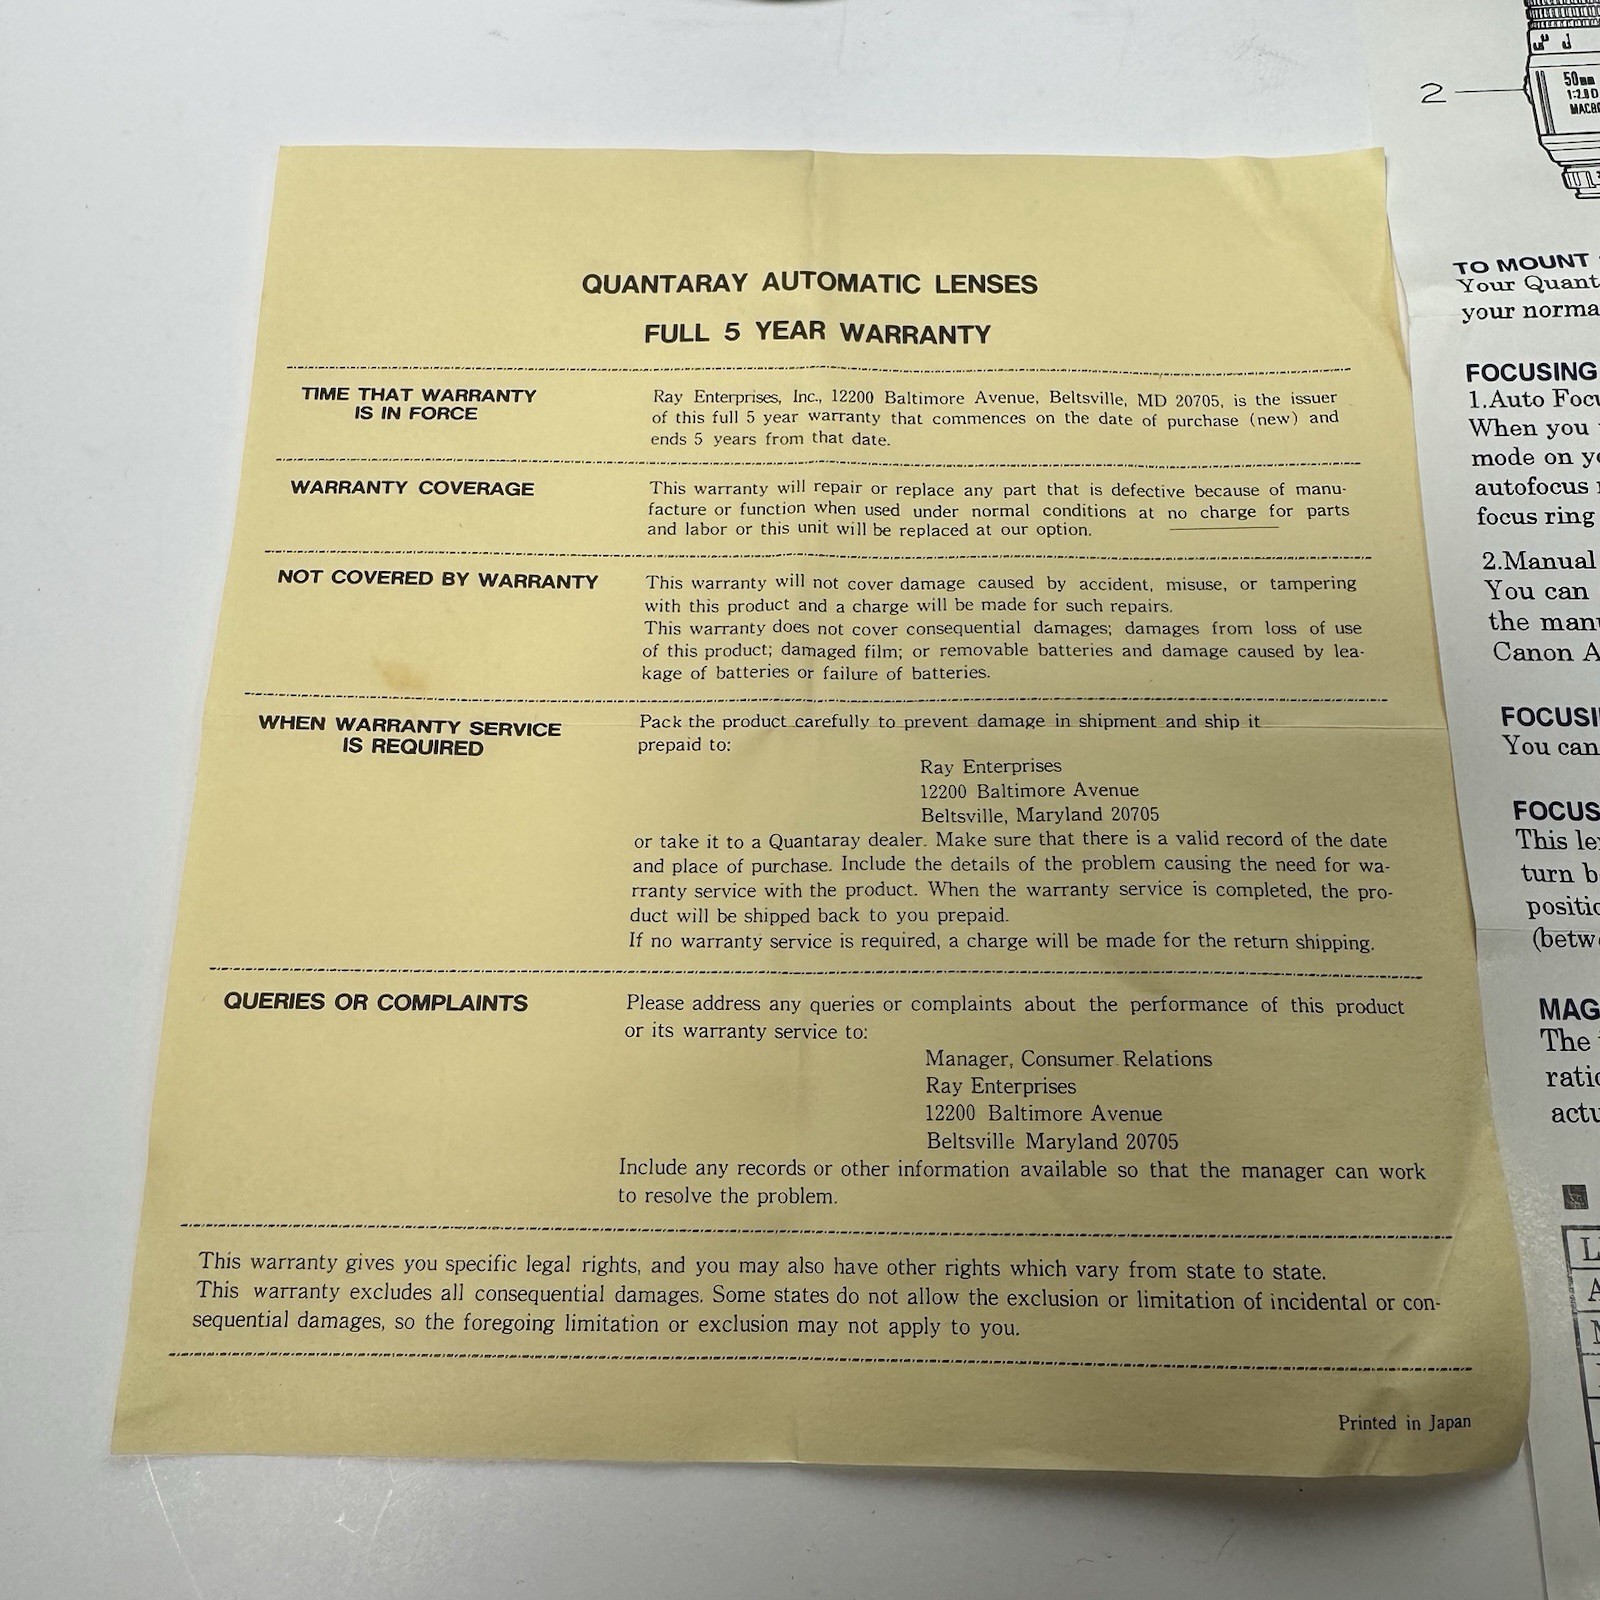 QUANTARAY AUTOMATIC LENSES
FULL 5 YEAR WARRANTY
TIME THAT WARRANTY
IS IN FORCE
Ray Enterprises, Inc., 12200 Baltimore Avenue, Beltsville, MD 20705, is the issuer
of this full 5 year warranty that commences on the date of purchase (new) and
ends 5 years from that date.
WARRANTY COVERAGE
This warranty will repair or replace any part that is defective because of manu-
facture or function when used under normal conditions at no charge for parts
and labor or this unit will be replaced at our option.
NOT COVERED BY WARRANTY
This warranty will not cover damage caused by accident, misuse, or tampering
with this product and a charge will be made for such repairs.
This warranty does not cover consequential damages; damages from loss of use
of this product; damaged film; or removable batteries and damage caused by lea-
kage of batteries or failure of batteries.
WHEN WARRANTY SERVICE
IS REQUIRED
Pack the product carefully to prevent damage in shipment and ship it
prepaid to:
Ray Enterprises
12200 Baltimore Avenue
Beltsville, Maryland 20705
or take it to a Quantaray dealer. Make sure that there is a valid record of the date
and place of purchase. Include the details of the problem causing the need for wa-
rranty service with the product. When the warranty service is completed, the pro-
duct will be shipped back to you prepaid.
If no warranty service is required, a charge will be made for the return shipping.
QUERIES OR COMPLAINTS
Please address any queries or complaints about the performance of this product
or its warranty service to:
Manager, Consumer Relations
Ray Enterprises
12200 Baltimore Avenue
Beltsville Maryland 20705
Include any records or other information available so that the manager can work
to resolve the problem.
This warranty gives you specific legal rights, and you may also have other rights which vary from state to state.
This warranty excludes all consequential damages. Some states do not allow the exclusion or limitation of incidental or con-
sequential damages, so the foregoing limitation or exclusion may not apply to you.
Printed in Japan
2
50mm
1:2.8 D
TO MOUNT
Your
your
FOCUSING
1.Auto
When you
mode on
autofocus
focus ring
2.Manual
You can
the
Canon
You can
This
turn
The